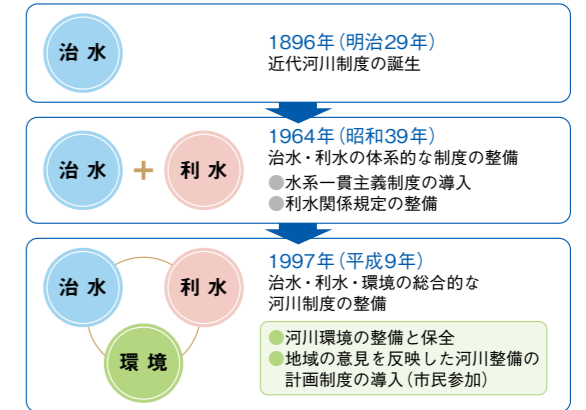 治水
1896年(明治29年)
近代河川制度の誕生
治水
+
利水
1964年(昭和39年)
治水・利水の体系的な制度の整備
●水系一貫主義制度の導入
●利水関係規定の整備
治水
利水
環境
1997年(平成9年)
治水・利水・環境の総合的な
河川制度の整備
●河川環境の整備と保全
●地域の意見を反映した河川整備の
計画制度の導入(市民参加)